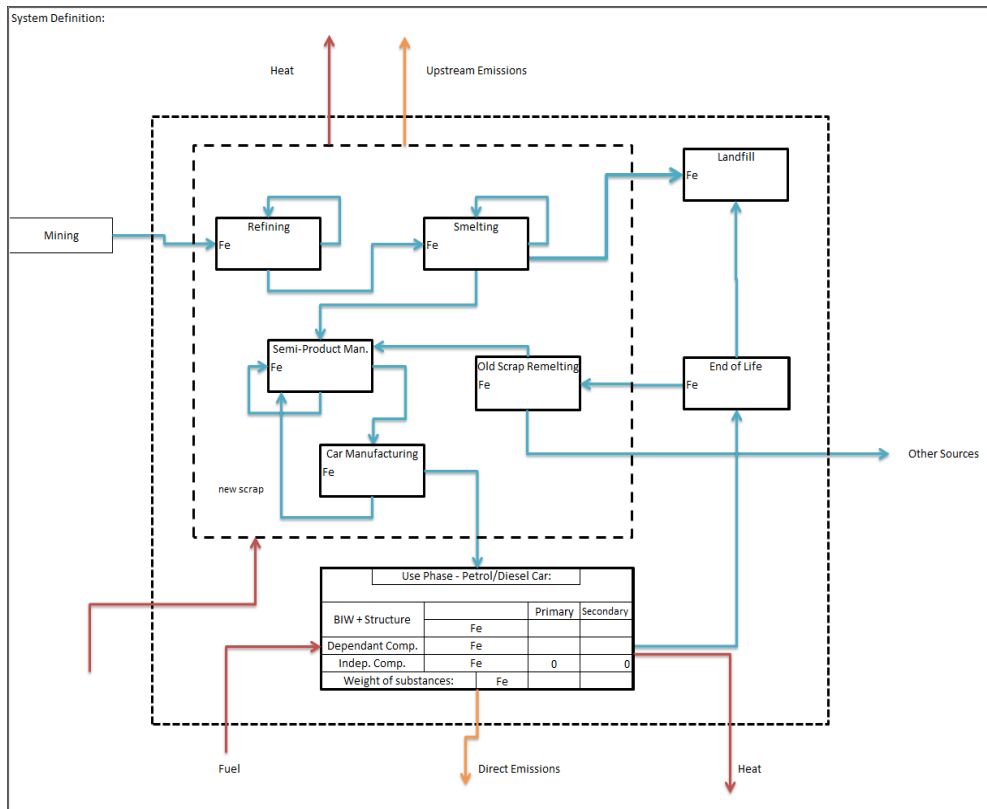 System Definition:
Heat
Upstream Emissions
Landfill
Fe
Mining
Refining
Fe
Smelting
Fe
Semi-Product Man.
Fe
Old Scrap Remelting
Fe
End of Life
Fe
Car Manufacturing
Fe
Other Sources
new scrap
Use Phase - Petrol/Diesel Car:
Primary Secondary
BIW + Structure
Fe
Dependant Comp. Fe
Indep. Comp. Fe 0 0
Weight of substances: Fe
Fuel
Direct Emissions
Heat